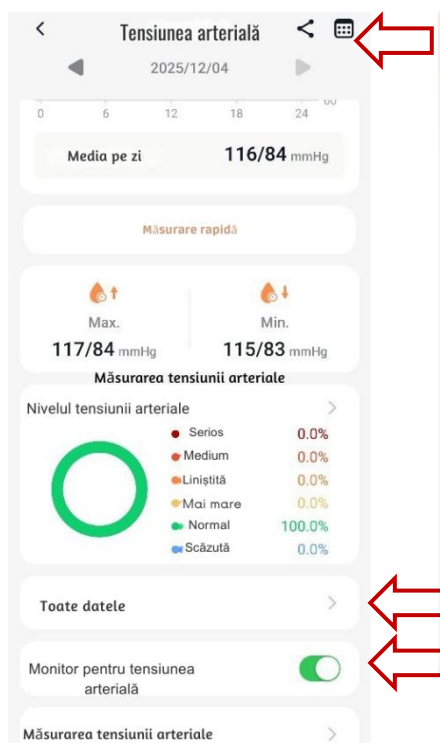 Tensiunea arterială
2025/12/04
0 6 12 18 24 60
Media pe zi 116/84 mmHg
Măsurare rapidă
Max. Min.
117/84 mmHg 115/83 mmHg
Măsurarea tensiunii arteriale
Nivelul tensiunii arteriale
Serios 0.0%
Medium 0.0%
Liniștită 0.0%
Mai mare 0.0%
Normal 100.0%
Scăzută 0.0%
Toate datele
Monitor pentru tensiunea
arterială
Măsurarea tensiunii arteriale